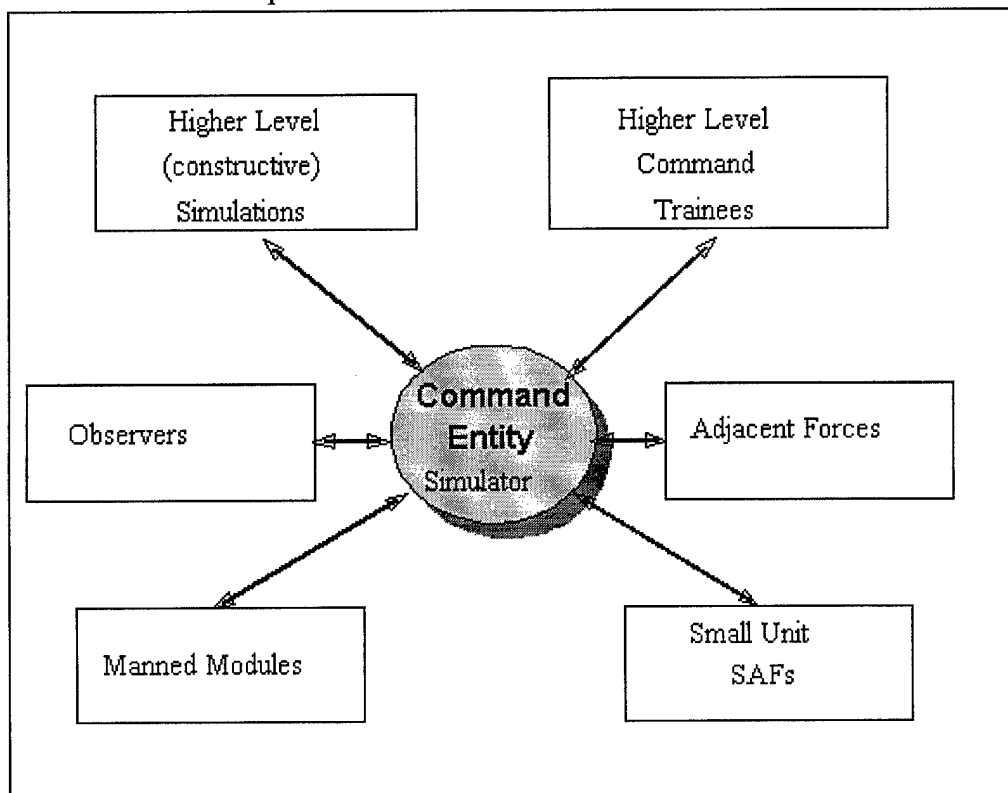 Higher Level
(constructive)
Simulations
Higher Level
Command
Trainees
Command
Entity
Simulator
Observers
Adjacent Forces
Manned Modules
Small Unit
SAFs